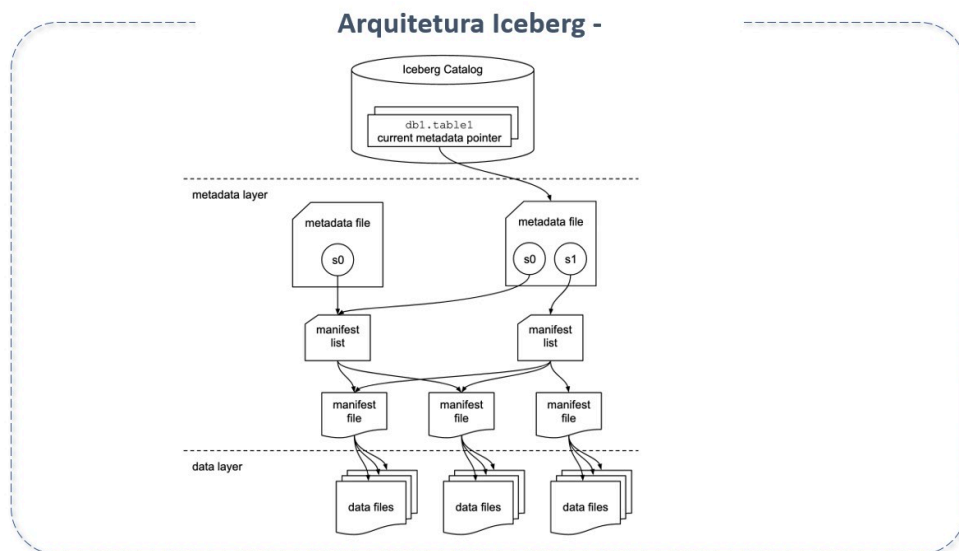 Arquitetura Iceberg -
Iceberg Catalog
db1.table1
current metadata pointer
metadata layer
metadata file
s0
metadata file
s0
s1
manifest
list
manifest
list
manifest
file
manifest
file
manifest
file
data layer
data files
data files
data files